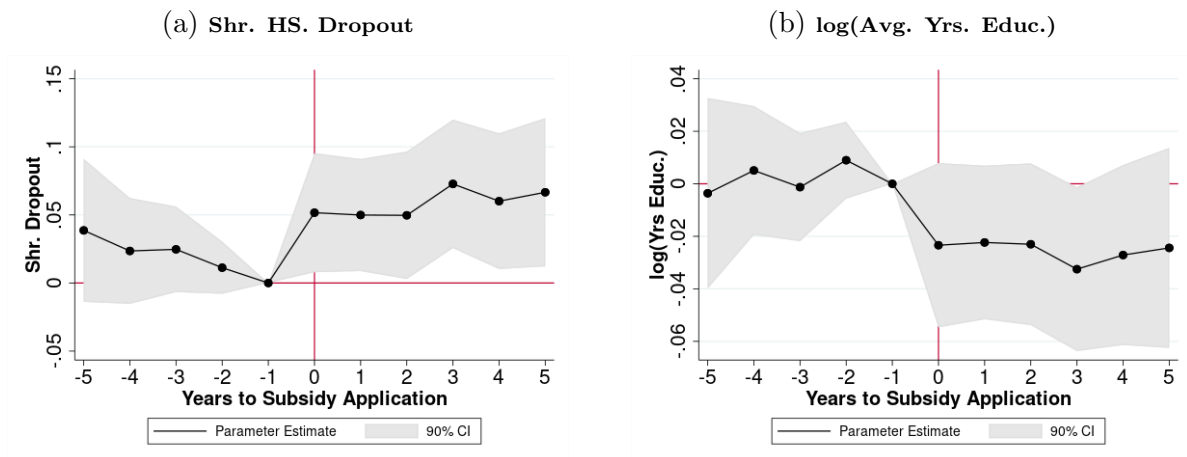 (a) Shr. HS. Dropout
.15
.1
.05
0
-.05
Shr. Dropout
-5 -4 -3 -2 -1 0 1 2 3 4 5
Years to Subsidy Application
Parameter Estimate 90% CI
(b) log(Avg. Yrs. Educ.)
.04
.02
0
-.02
-.04
-.06
log(Yrs Educ.)
-5 -4 -3 -2 -1 0 1 2 3 4 5
Years to Subsidy Application
Parameter Estimate 90% CI